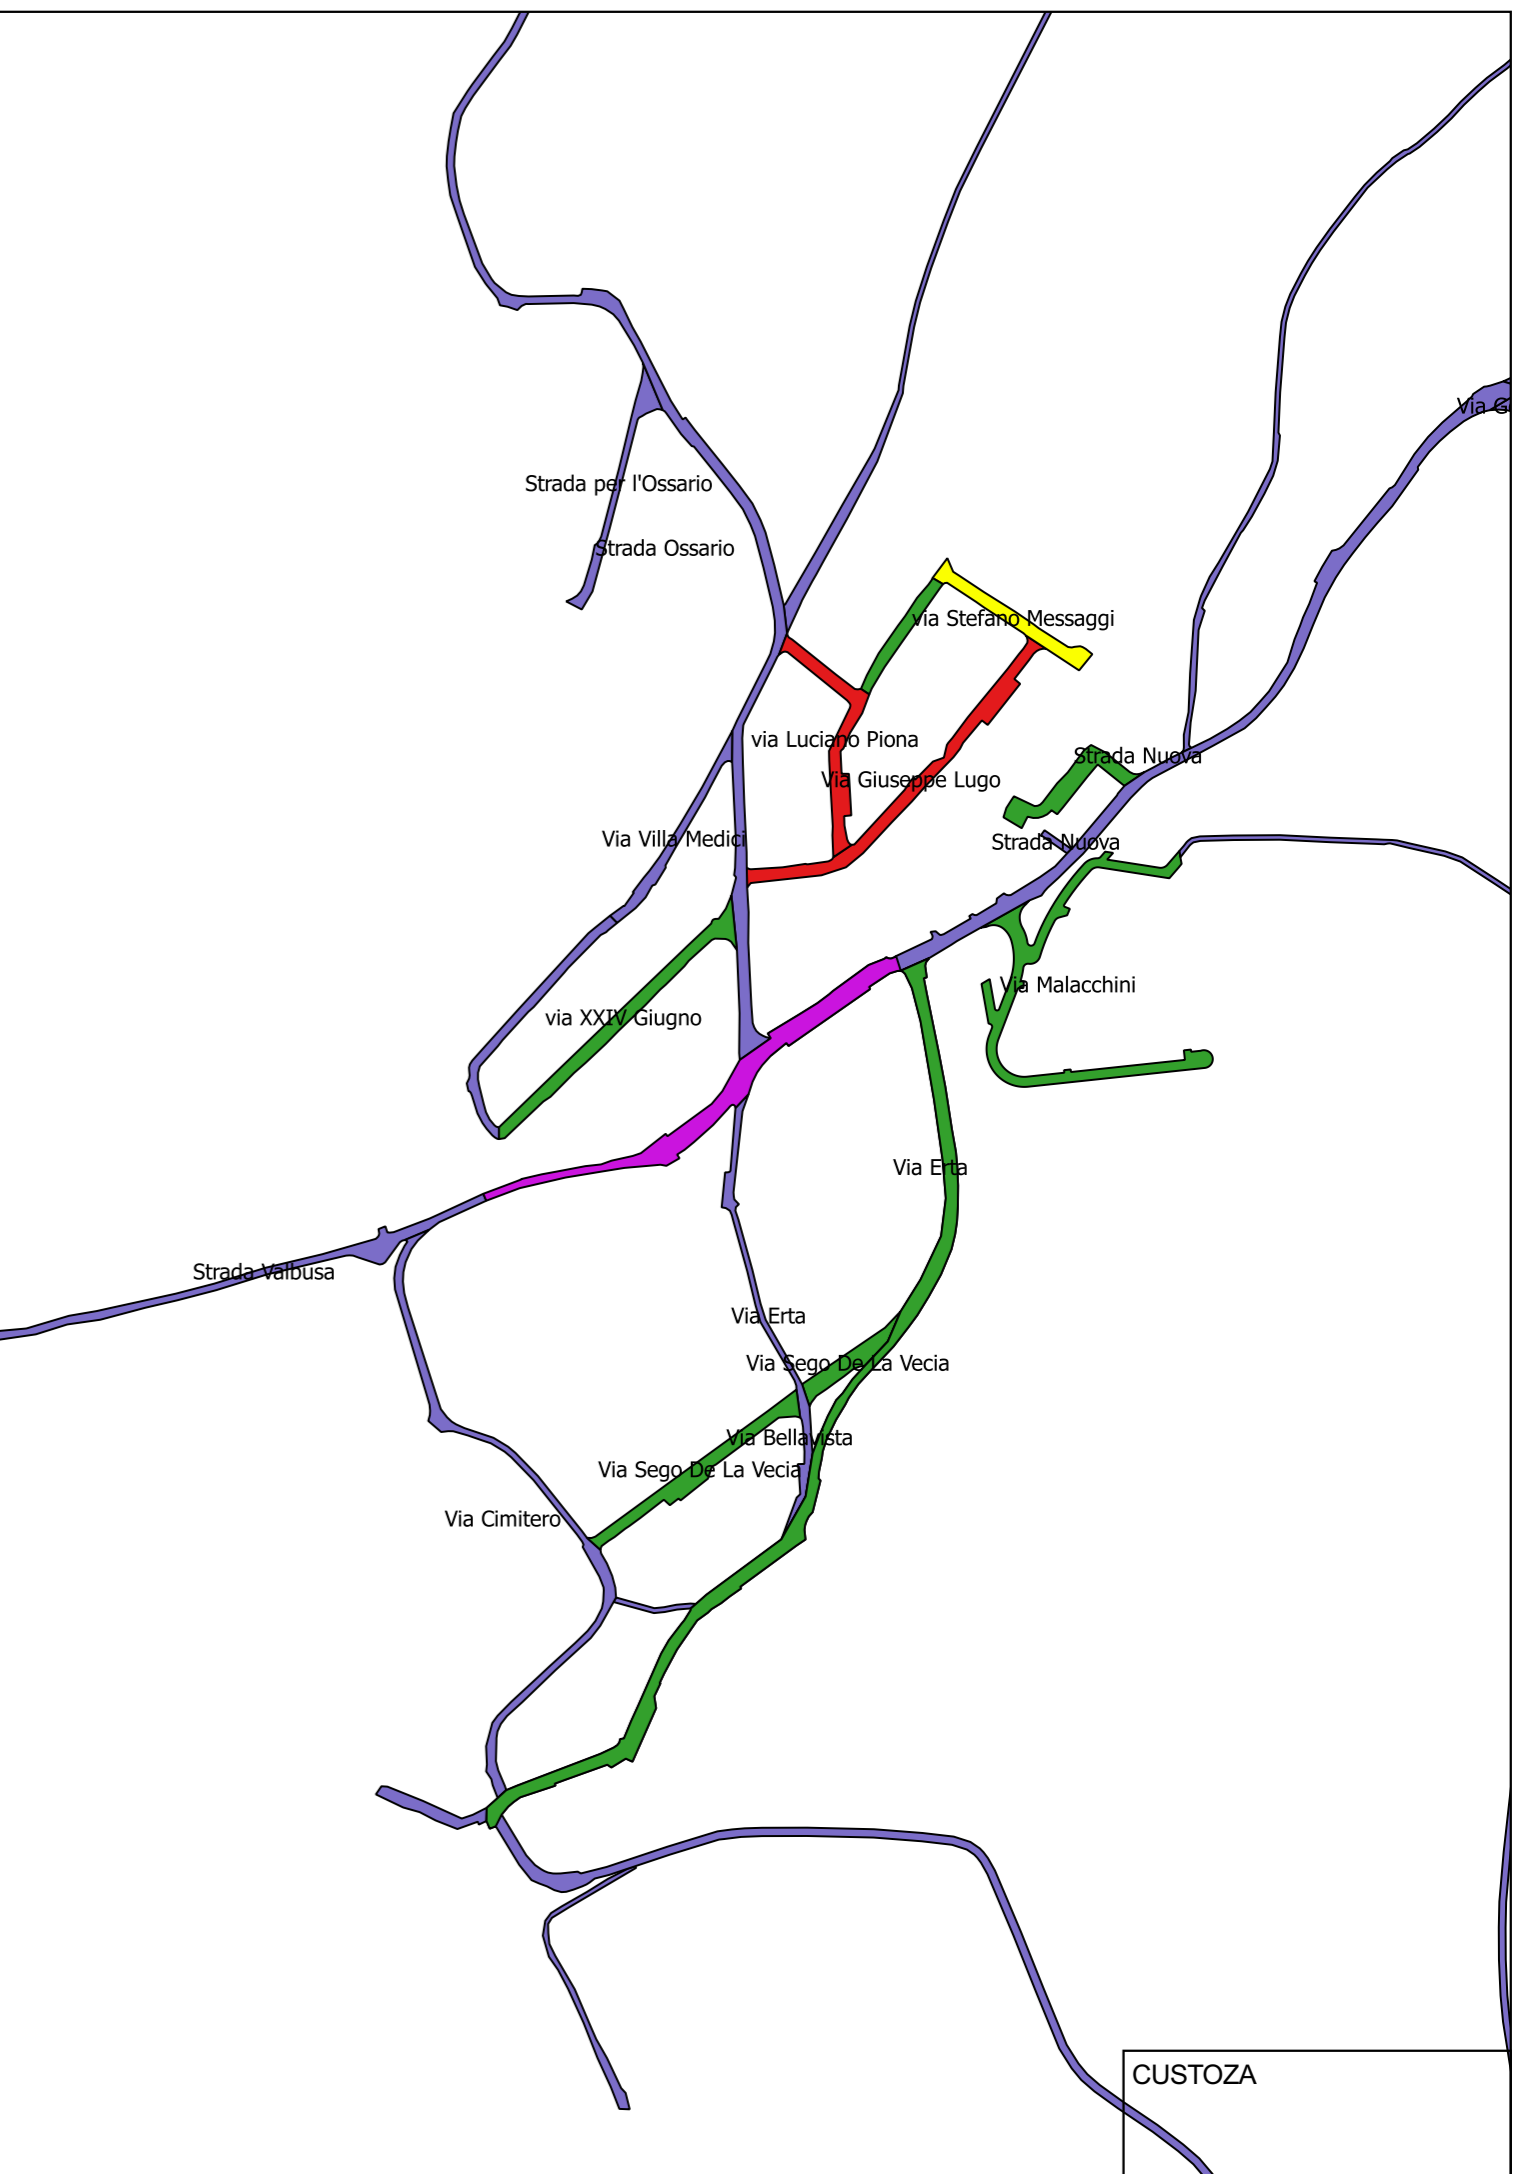 Via G
Strada per l'Ossario
Strada Ossario
via Stefano Messaggi
via Luciano Piona
Strada Nuova
Via Giuseppe Lugo
Via Villa Medici
Strada Nuova
Via Malacchini
via XXIV Giugno
Via Erta
Strada Valbusa
Via Erta
Via Sego De La Vecia
Via Bellavista
Via Sego De La Vecia
Via Cimitero
CUSTOZA